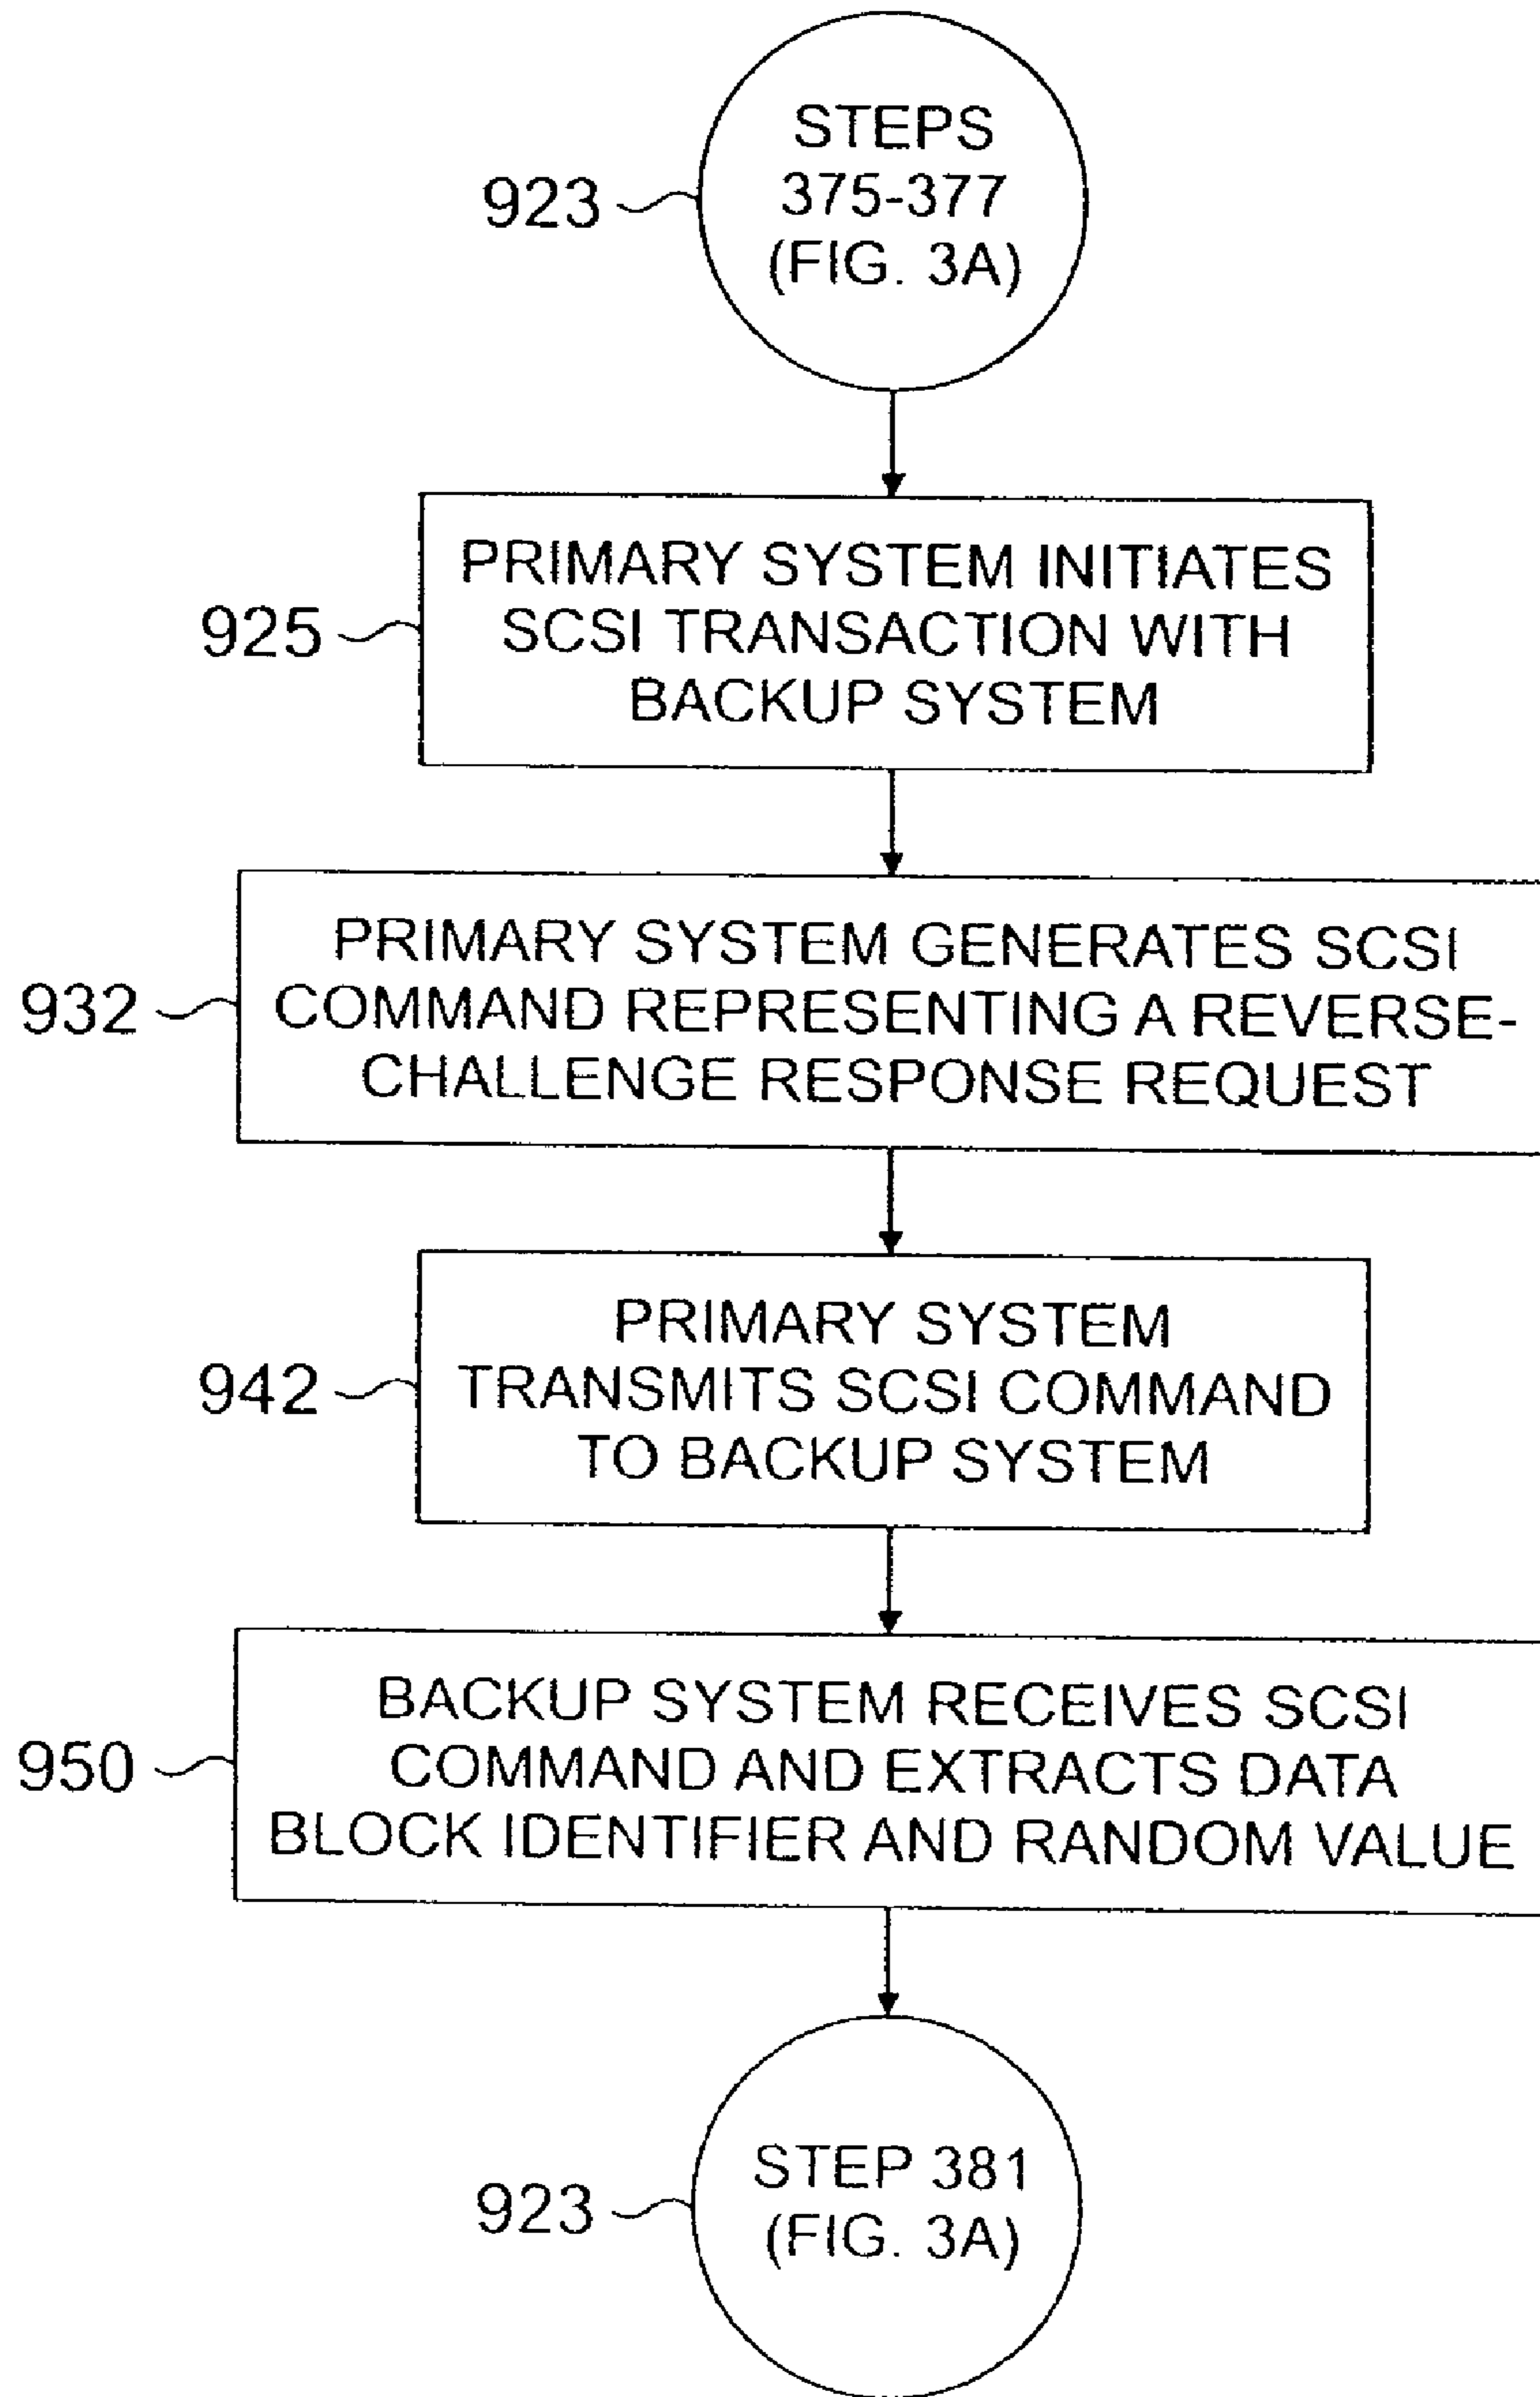 STEPS
375-377
(FIG. 3A)
923
PRIMARY SYSTEM INITIATES
SCSI TRANSACTION WITH
BACKUP SYSTEM
925
PRIMARY SYSTEM GENERATES SCSI
COMMAND REPRESENTING A REVERSE-
CHALLENGE RESPONSE REQUEST
932
PRIMARY SYSTEM
TRANSMITS SCSI COMMAND
TO BACKUP SYSTEM
942
BACKUP SYSTEM RECEIVES SCSI
COMMAND AND EXTRACTS DATA
BLOCK IDENTIFIER AND RANDOM VALUE
950
STEP 381
(FIG. 3A)
923